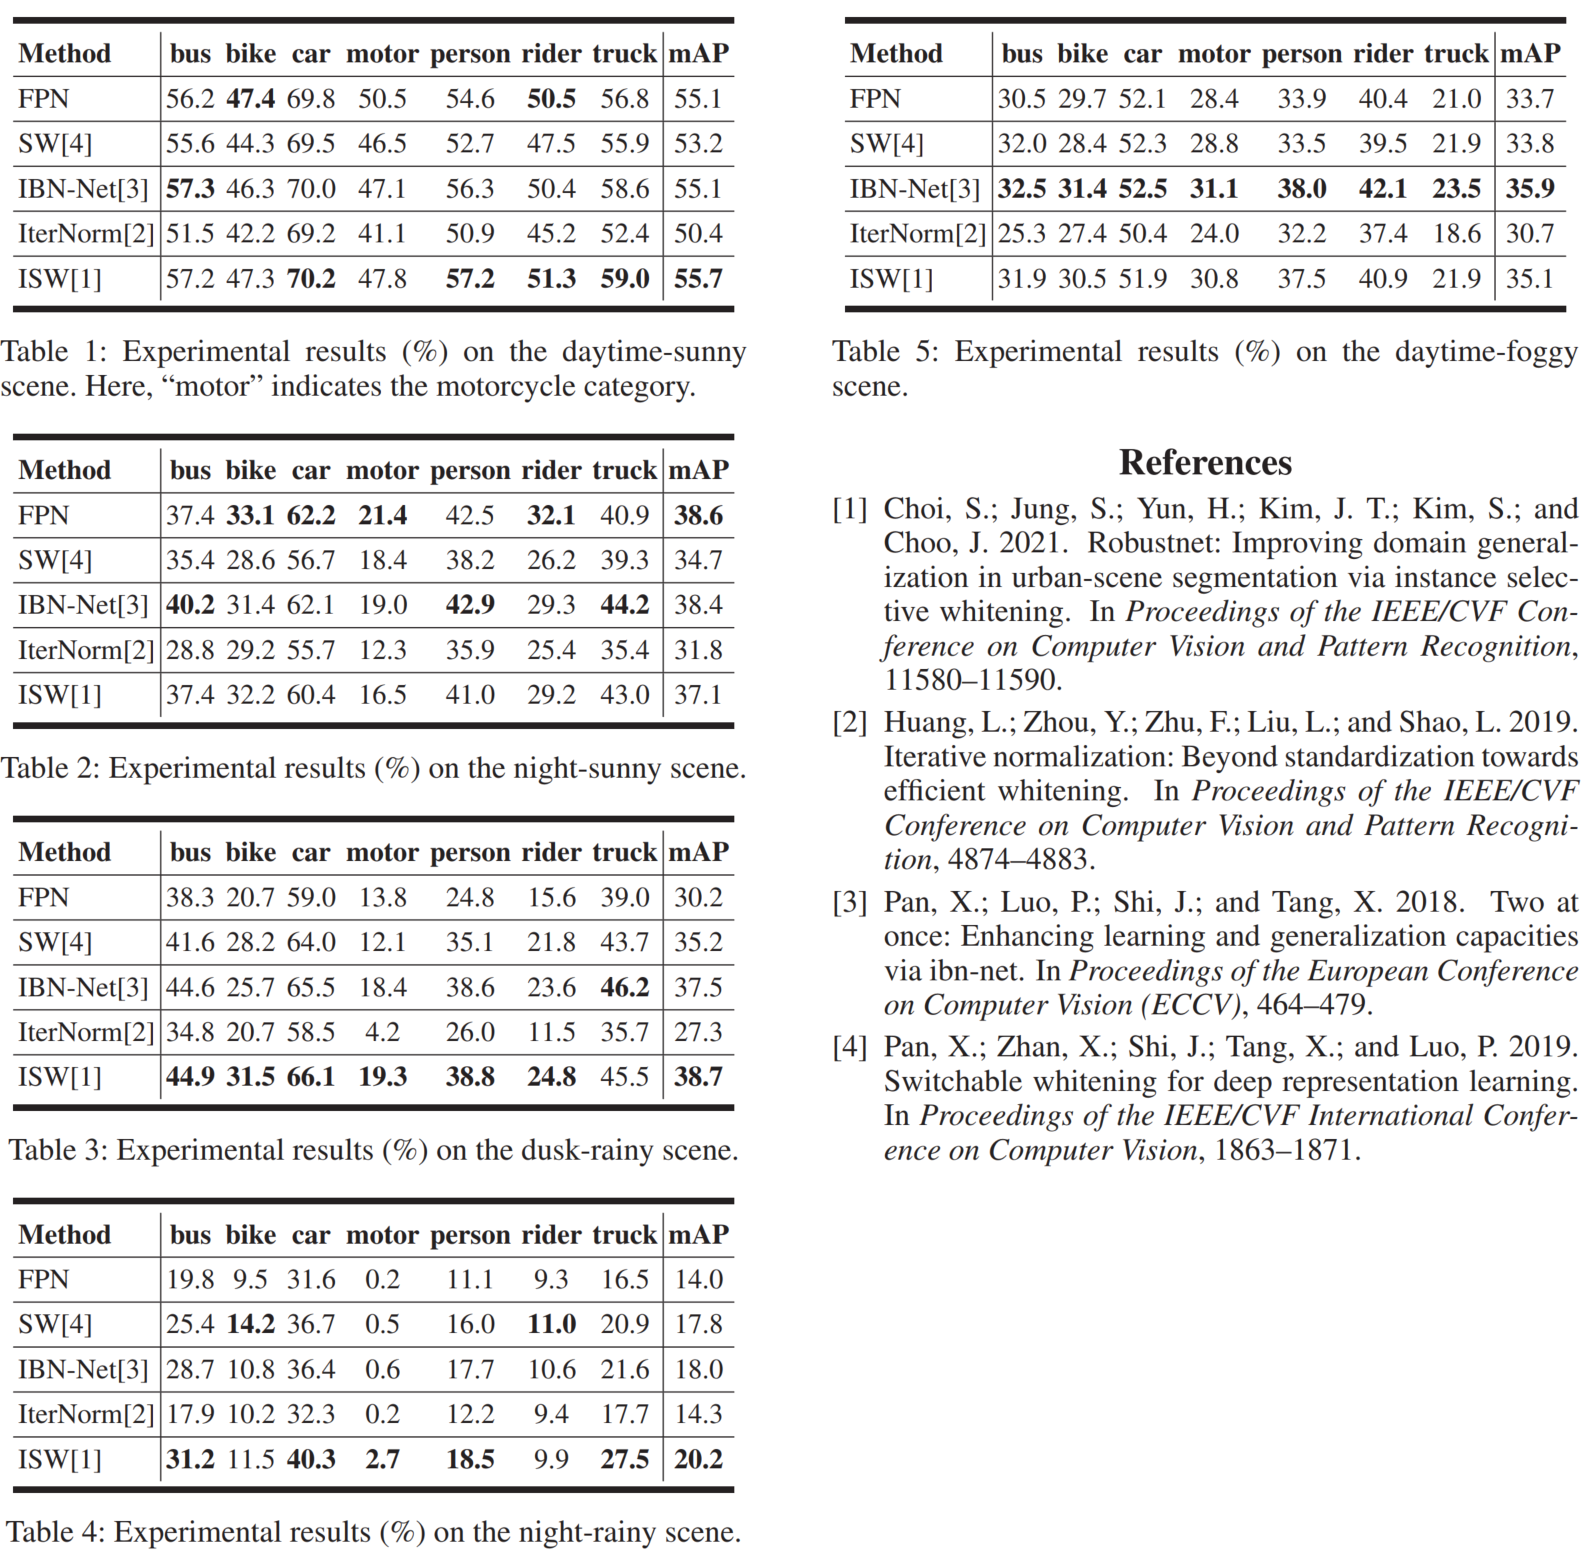 Method bus bike car motor person rider truck mAP
FPN 56.2 47.4 69.8 50.5 54.6 50.5 56.8 55.1
SW[4] 55.6 44.3 69.5 46.5 52.7 47.5 55.9 53.2
IBN-Net[3] 57.3 46.3 70.0 47.1 56.3 50.4 58.6 55.1
IterNorm[2] 51.5 42.2 69.2 41.1 50.9 45.2 52.4 50.4
ISW[1] 57.2 47.3 70.2 47.8 57.2 51.3 59.0 55.7
Table 1: Experimental results (%) on the daytime-sunny
scene. Here, “motor” indicates the motorcycle category.
Method bus bike car motor person rider truck mAP
FPN 37.4 33.1 62.2 21.4 42.5 32.1 40.9 38.6
SW[4] 35.4 28.6 56.7 18.4 38.2 26.2 39.3 34.7
IBN-Net[3] 40.2 31.4 62.1 19.0 42.9 29.3 44.2 38.4
IterNorm[2] 28.8 29.2 55.7 12.3 35.9 25.4 35.4 31.8
ISW[1] 37.4 32.2 60.4 16.5 41.0 29.2 43.0 37.1
Table 2: Experimental results (%) on the night-sunny scene.
Method bus bike car motor person rider truck mAP
FPN 38.3 20.7 59.0 13.8 24.8 15.6 39.0 30.2
SW[4] 41.6 28.2 64.0 12.1 35.1 21.8 43.7 35.2
IBN-Net[3] 44.6 25.7 65.5 18.4 38.6 23.6 46.2 37.5
IterNorm[2] 34.8 20.7 58.5 4.2 26.0 11.5 35.7 27.3
ISW[1] 44.9 31.5 66.1 19.3 38.8 24.8 45.5 38.7
Table 3: Experimental results (%) on the dusk-rainy scene.
Method bus bike car motor person rider truck mAP
FPN 19.8 9.5 31.6 0.2 11.1 9.3 16.5 14.0
SW[4] 25.4 14.2 36.7 0.5 16.0 11.0 20.9 17.8
IBN-Net[3] 28.7 10.8 36.4 0.6 17.7 10.6 21.6 18.0
IterNorm[2] 17.9 10.2 32.3 0.2 12.2 9.4 17.7 14.3
ISW[1] 31.2 11.5 40.3 2.7 18.5 9.9 27.5 20.2
Table 4: Experimental results (%) on the night-rainy scene.
Method bus bike car motor person rider truck mAP
FPN 30.5 29.7 52.1 28.4 33.9 40.4 21.0 33.7
SW[4] 32.0 28.4 52.3 28.8 33.5 39.5 21.9 33.8
IBN-Net[3] 32.5 31.4 52.5 31.1 38.0 42.1 23.5 35.9
IterNorm[2] 25.3 27.4 50.4 24.0 32.2 37.4 18.6 30.7
ISW[1] 31.9 30.5 51.9 30.8 37.5 40.9 21.9 35.1
Table 5: Experimental results (%) on the daytime-foggy
scene.
References
[1] Choi, S.; Jung, S.; Yun, H.; Kim, J. T.; Kim, S.; and
Choo, J. 2021. Robustnet: Improving domain general-
ization in urban-scene segmentation via instance selec-
tive whitening. In Proceedings of the IEEE/CVF Con-
ference on Computer Vision and Pattern Recognition,
11580–11590.
[2] Huang, L.; Zhou, Y.; Zhu, F.; Liu, L.; and Shao, L. 2019.
Iterative normalization: Beyond standardization towards
efficient whitening. In Proceedings of the IEEE/CVF
Conference on Computer Vision and Pattern Recogni-
tion, 4874–4883.
[3] Pan, X.; Luo, P.; Shi, J.; and Tang, X. 2018. Two at
once: Enhancing learning and generalization capacities
via ibn-net. In Proceedings of the European Conference
on Computer Vision (ECCV), 464–479.
[4] Pan, X.; Zhan, X.; Shi, J.; Tang, X.; and Luo, P. 2019.
Switchable whitening for deep representation learning.
In Proceedings of the IEEE/CVF International Confer-
ence on Computer Vision, 1863–1871.